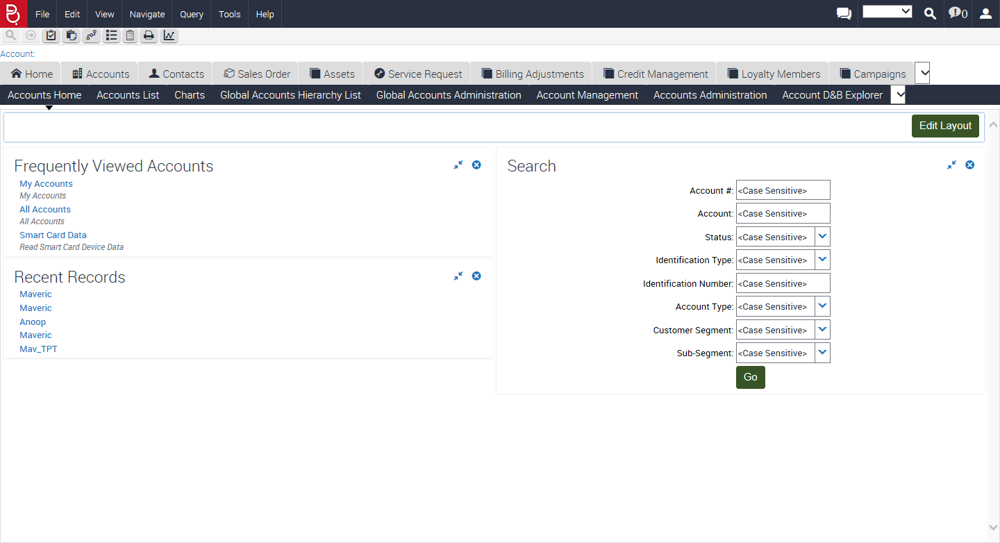 File Edit View Navigate Query Tools Help
0
Account:
Home Accounts Contacts Sales Order Assets Service Request Billing Adjustments Credit Management Loyalty Members Campaigns
Accounts Home Accounts List Charts Global Accounts Hierarchy List Global Accounts Administration Account Management Accounts Administration Account D&B Explorer
Edit Layout
Frequently Viewed Accounts
My Accounts
My Accounts
All Accounts
All Accounts
Smart Card Data
Read Smart Card Device Data
Recent Records
Maveric
Maveric
Anoop
Maveric
Mav_TPT
Search
Account #: <Case Sensitive>
Account: <Case Sensitive>
Status: <Case Sensitive>
Identification Type: <Case Sensitive>
Identification Number: <Case Sensitive>
Account Type: <Case Sensitive>
Customer Segment: <Case Sensitive>
Sub-Segment: <Case Sensitive>
Go